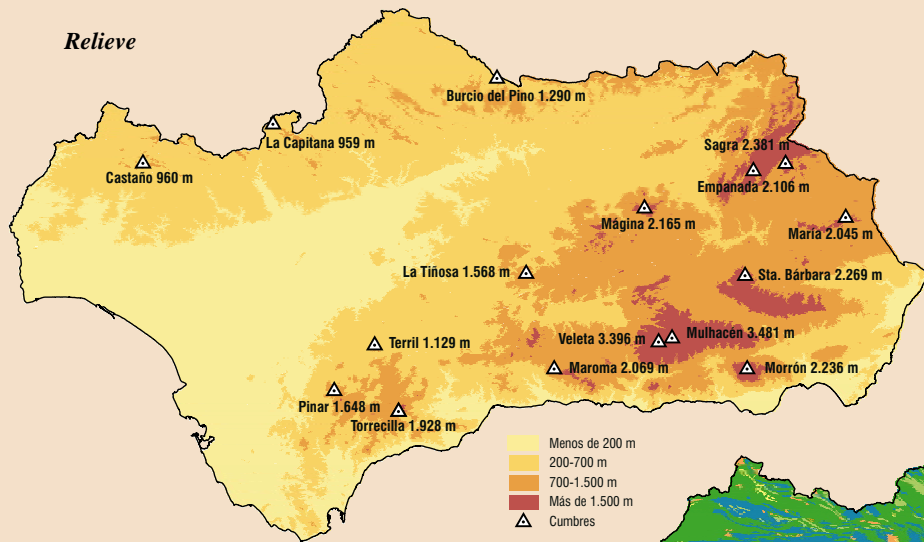 Relieve
Burcio del Pino 1.290 m
La Capitana 959 m
Sagra 2.381 m
Castaño 960 m
Empanada 2.106 m
Mágina 2.165 m
María 2.045 m
La Tiñosa 1.568 m
Sta. Bárbara 2.269 m
Veleta 3.396 m
Mulhacén 3.481 m
Terril 1.129 m
Maroma 2.069 m
Morrón 2.236 m
Pinar 1.648 m
Torrecilla 1.928 m
Menos de 200 m
200-700 m
700-1.500 m
Más de 1.500 m
Cumbres